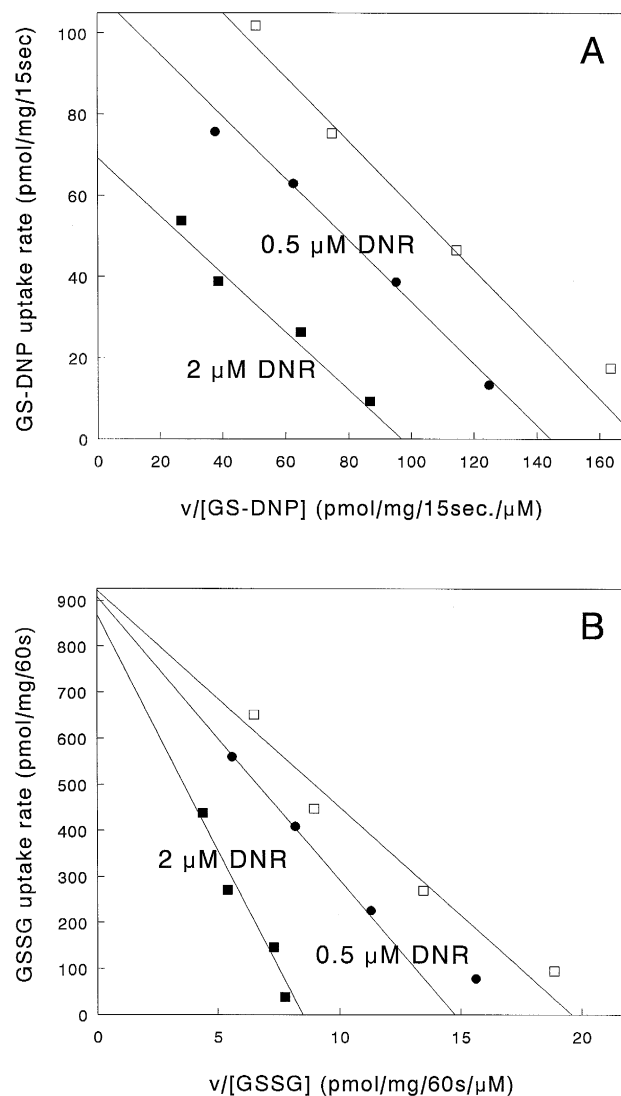 A
GS-DNP uptake rate (pmol/mg/15sec)
100
80
60
40
20
0
0.5 µM DNR
2 µM DNR
0 20 40 60 80 100 120 140 160
v/[GS-DNP] (pmol/mg/15sec./µM)
B
GSSG uptake rate (pmol/mg/60s)
900
800
700
600
500
400
300
200
100
0
2 µM DNR
0.5 µM DNR
0 5 10 15 20
v/[GSSG] (pmol/mg/60s/µM)